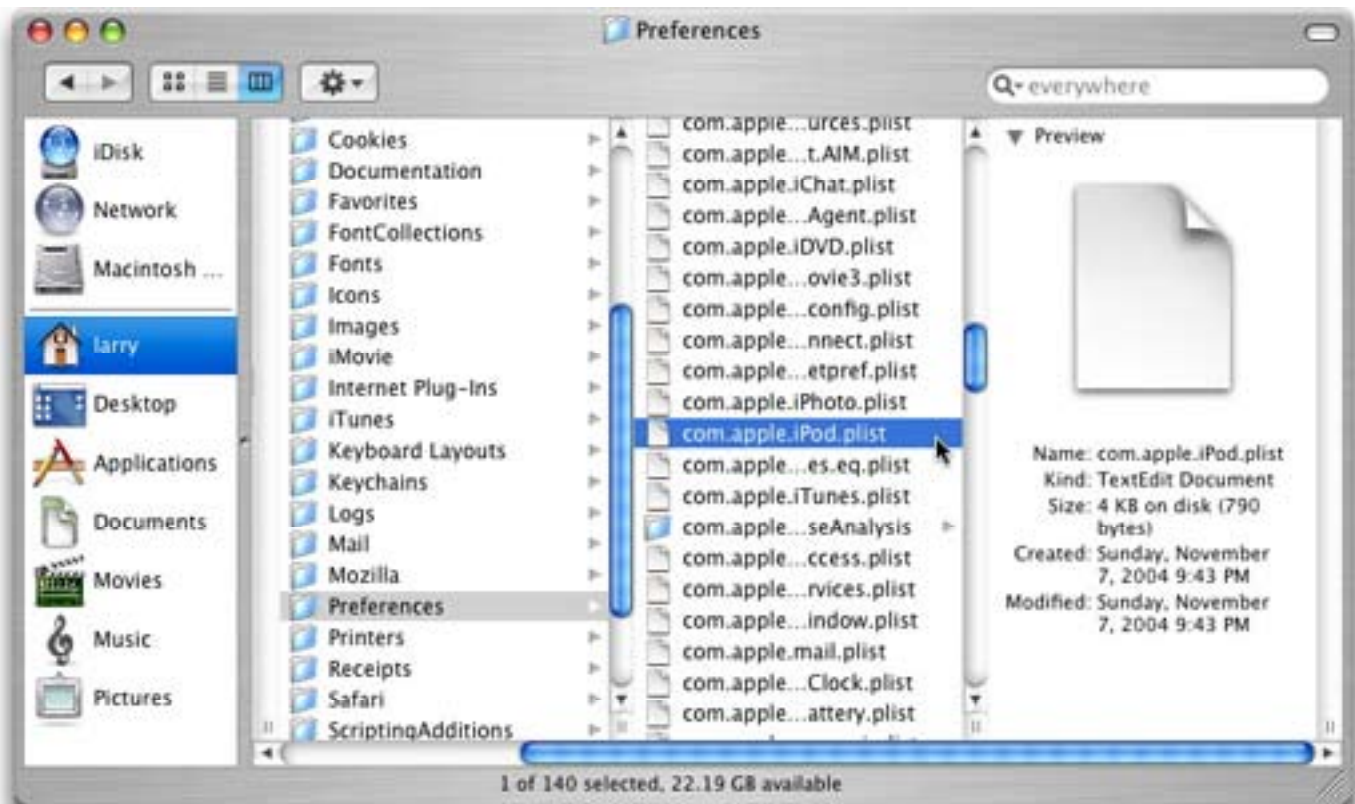 Preferences
everywhere
iDisk
Network
Macintosh ...
larry
Desktop
Applications
Documents
Movies
Music
Pictures
Cookies
Documentation
Favorites
FontCollections
Fonts
Icons
Images
iMovie
Internet Plug-Ins
iTunes
Keyboard Layouts
Keychains
Logs
Mail
Mozilla
Preferences
Printers
Receipts
Safari
ScriptingAdditions
com.apple...urces.plist
com.apple...t.AIM.plist
com.apple.iChat.plist
com.apple...Agent.plist
com.apple.iDVD.plist
com.apple...ovie3.plist
com.apple...config.plist
com.apple...nnect.plist
com.apple...etpref.plist
com.apple.iPhoto.plist
com.apple.iPod.plist
com.apple...es.eq.plist
com.apple.iTunes.plist
com.apple...seAnalysis
com.apple...ccess.plist
com.apple...rvices.plist
com.apple...indow.plist
com.apple.mail.plist
com.apple...Clock.plist
com.apple...attery.plist
Preview
Name: com.apple.iPod.plist
Kind: TextEdit Document
Size: 4 KB on disk (790
bytes)
Created: Sunday, November
7, 2004 9:43 PM
Modified: Sunday, November
7, 2004 9:43 PM
1 of 140 selected, 22.19 GB available